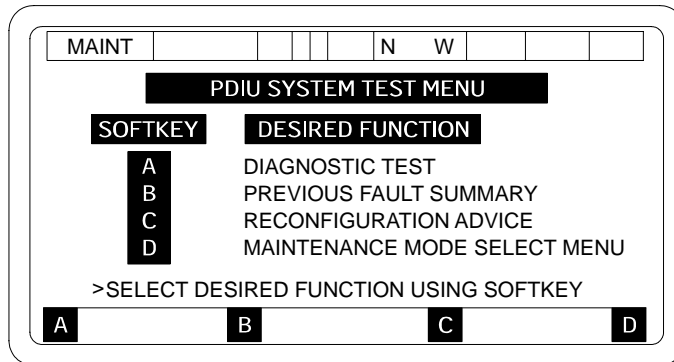 MAINT N W
PDIU SYSTEM TEST MENU
SOFTKEY DESIRED FUNCTION
A DIAGNOSTIC TEST
B PREVIOUS FAULT SUMMARY
C RECONFIGURATION ADVICE
D MAINTENANCE MODE SELECT MENU
>SELECT DESIRED FUNCTION USING SOFTKEY
A B C D